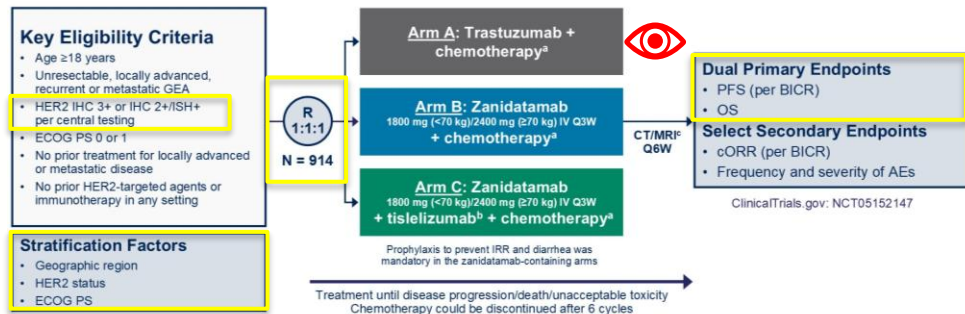 Key Eligibility Criteria
• Age ≥18 years
• Unresectable, locally advanced,
recurrent or metastatic GEA
• HER2 IHC 3+ or IHC 2+/ISH+
per central testing
• ECOG PS 0 or 1
• No prior treatment for locally advanced
or metastatic disease
• No prior HER2-targeted agents or
immunotherapy in any setting
Stratification Factors
• Geographic region
• HER2 status
• ECOG PS
R
1:1:1
N = 914
Arm A: Trastuzumab +
chemotherapyᵃ
Arm B: Zanidatamab
1800 mg (<70 kg)/2400 mg (≥70 kg) IV Q3W
+ chemotherapyᵃ
Arm C: Zanidatamab
1800 mg (<70 kg)/2400 mg (≥70 kg) IV Q3W
+ tislelizumabᵇ + chemotherapyᵃ
Prophylaxis to prevent IRR and diarrhea was
mandatory in the zanidatamab-containing arms
Treatment until disease progression/death/unacceptable toxicity
Chemotherapy could be discontinued after 6 cycles
CT/MRIᶜ
Q6W
Dual Primary Endpoints
• PFS (per BICR)
• OS
Select Secondary Endpoints
• cORR (per BICR)
• Frequency and severity of AEs
ClinicalTrials.gov: NCT05152147